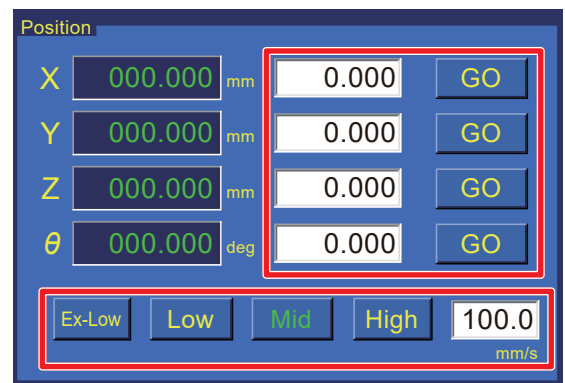 Position
X 000.000 mm 0.000 GO
Y 000.000 mm 0.000 GO
Z 000.000 mm 0.000 GO
θ 000.000 deg 0.000 GO
Ex-Low Low Mid High 100.0
mm/s